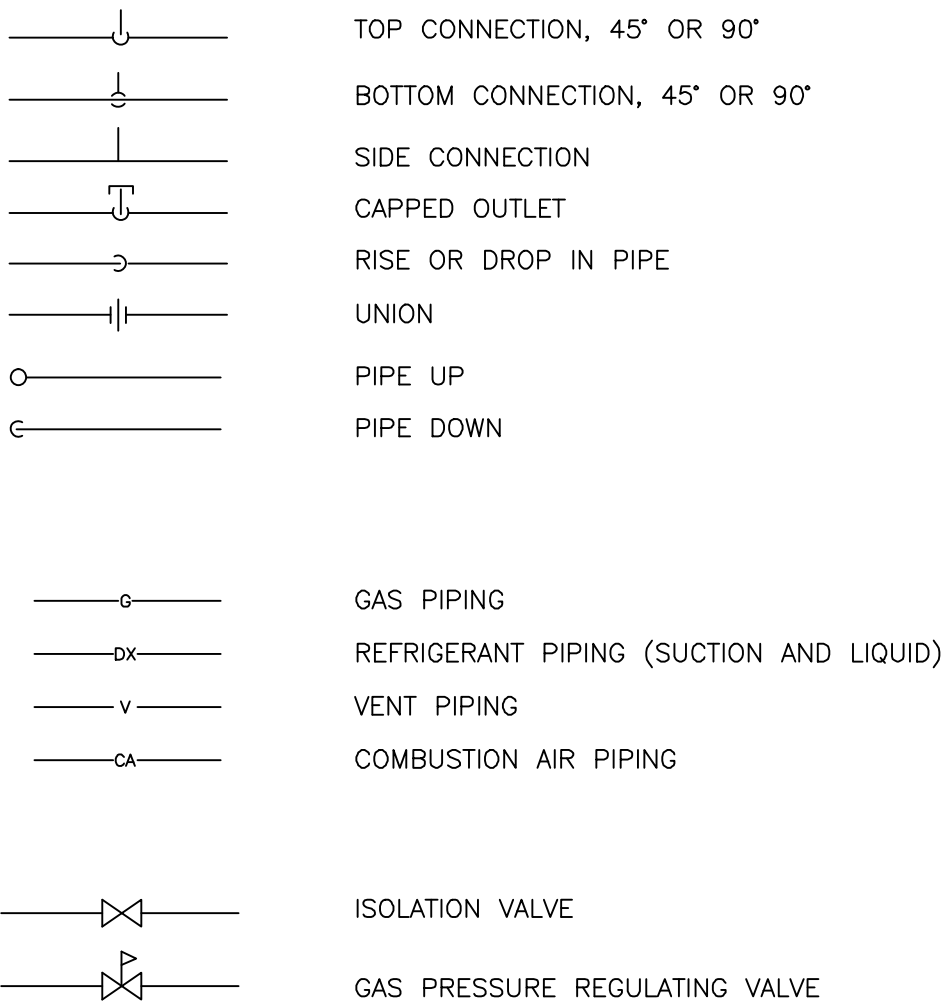 TOP CONNECTION, 45° OR 90°
BOTTOM CONNECTION, 45° OR 90°
SIDE CONNECTION
CAPPED OUTLET
RISE OR DROP IN PIPE
UNION
PIPE UP
PIPE DOWN
G GAS PIPING
DX REFRIGERANT PIPING (SUCTION AND LIQUID)
V VENT PIPING
CA COMBUSTION AIR PIPING
ISOLATION VALVE
GAS PRESSURE REGULATING VALVE